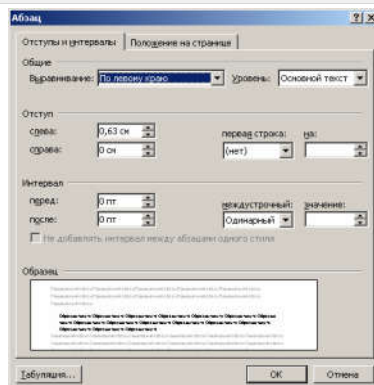 Абзац
Отступы и интервалы Положение на странице
Общие
Выравнивание: По левому краю Уровень: Основной текст
Отступ
слева: 0,63 см первая строка: на:
справа: 0 см (нет)
Интервал
перед: 0 пт междустрочный: значение:
после: 0 пт Одинарный
Не добавлять интервал между абзацами одного стиля
Образец
Табуляция... ОК Отмена